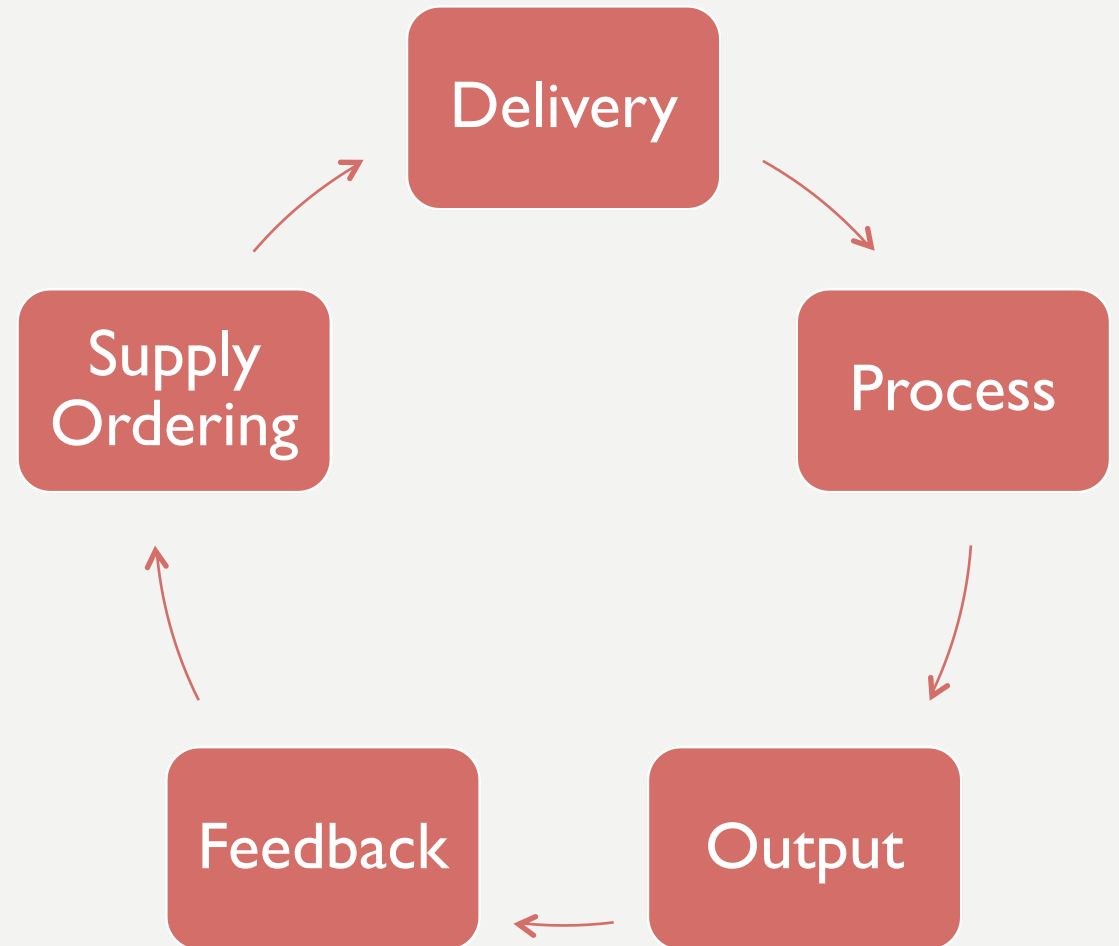 Delivery
Process
Output
Feedback
Supply
Ordering